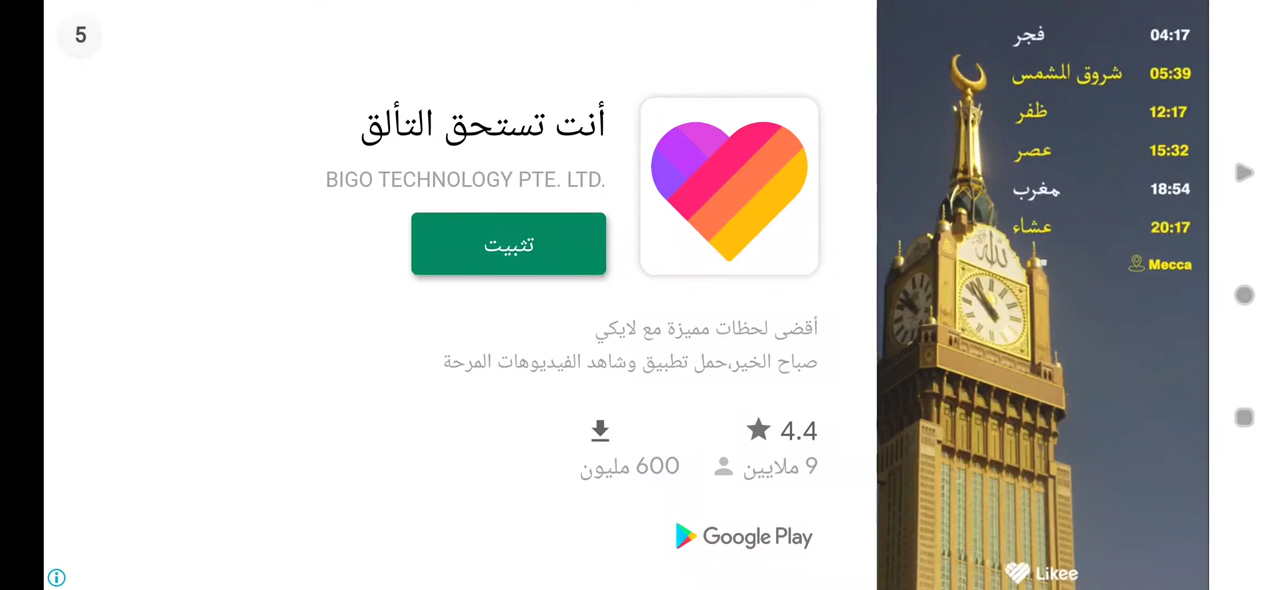 5
أنت تستحق التألق
BIGO TECHNOLOGY PTE. LTD.
تثبيت
أقضى لحظات مميزة مع لايكي
صباح الخير،حمل تطبيق وشاهد الفيديوهات المرحة
4.4
9 ملايين
600 مليون
Google Play
فجر 04:17
شروق الشمس 05:39
ظفر 12:17
عصر 15:32
مغرب 18:54
عشاء 20:17
Mecca
الله
Likee